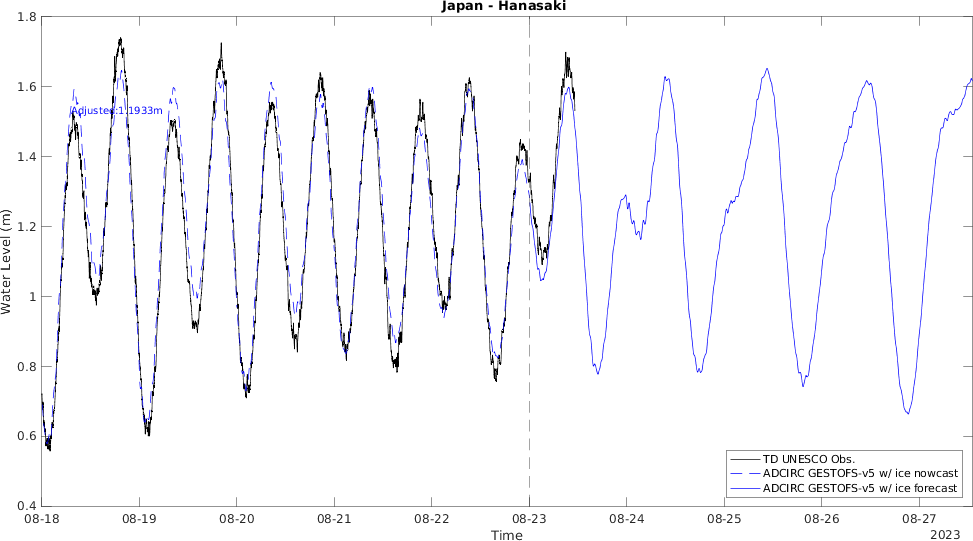 Japan - Hanasaki
1.8
1.6
1.4
1.2
1
0.8
0.6
0.4
Water Level (m)
Adjusted:1.1933m
TD UNESCO Obs.
ADCIRC GESTOFS-v5 w/ ice nowcast
ADCIRC GESTOFS-v5 w/ ice forecast
08-18 08-19 08-20 08-21 08-22 08-23 08-24 08-25 08-26 08-27
Time
2023